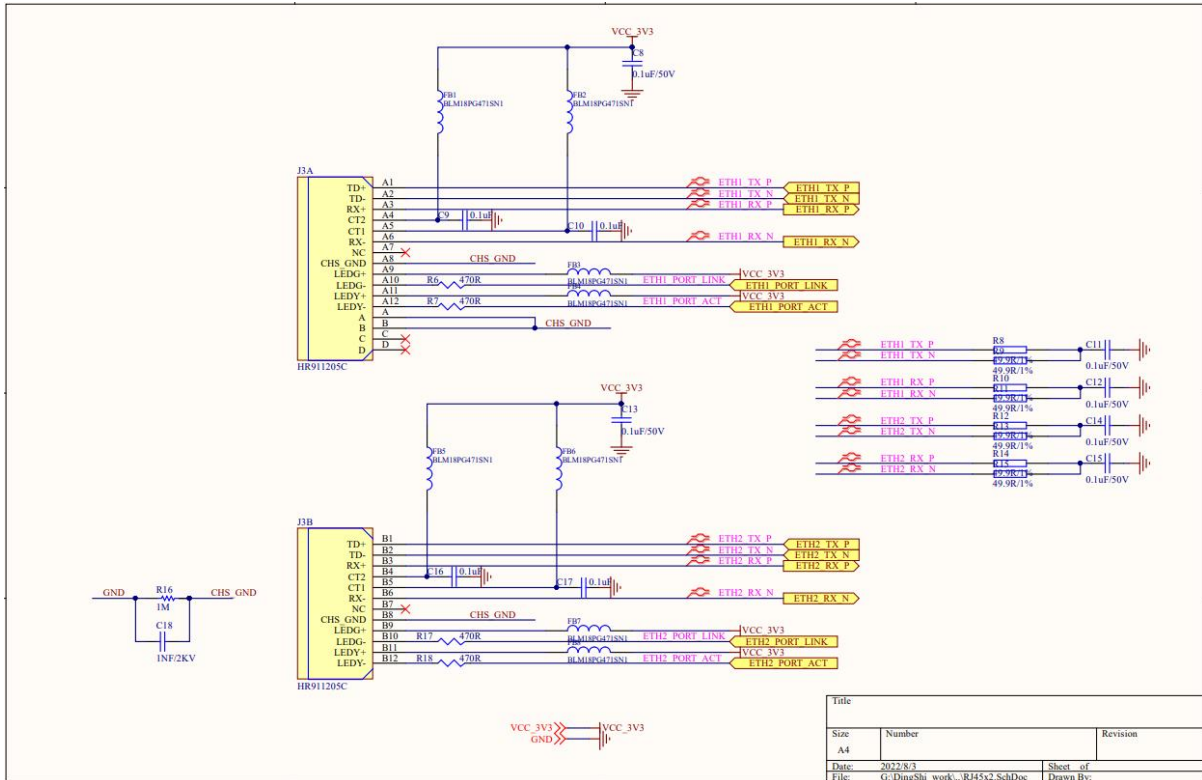 VCC_3V3
C8
0.1uF/50V
FB1
BLM18PG471SN1
FB2
BLM18PG471SN1
J3A
TD+ A1 ETH1_TX_P ETH1_TX_P
TD- A2 ETH1_TX_N ETH1_TX_N
RX+ A3 ETH1_RX_P ETH1_RX_P
CT2 A4 C9 0.1uF
CT1 A5 C10 0.1uF
RX- A6 ETH1_RX_N ETH1_RX_N
NC A7
CHS_GND A8 CHS_GND
LEDG+ A9 FB3 BLM18PG471SN1 VCC_3V3
LEDG- A10 R6 470R ETH1_PORT_LINK ETH1_PORT_LINK
LEDY+ A11 FB4 BLM18PG471SN1 VCC_3V3
LEDY- A12 R7 470R ETH1_PORT_ACT ETH1_PORT_ACT
A A
B B CHS_GND
C C
D D
HR911205C
ETH1_TX_P R8 C11
ETH1_TX_N R9 49.9R/1% 0.1uF/50V
ETH1_RX_P R10 C12
ETH1_RX_N R11 49.9R/1% 0.1uF/50V
ETH2_TX_P R12 C14
ETH2_TX_N R13 49.9R/1% 0.1uF/50V
ETH2_RX_P R14 C15
ETH2_RX_N R15 49.9R/1% 0.1uF/50V
VCC_3V3
C13
0.1uF/50V
FB5
BLM18PG471SN1
FB6
BLM18PG471SN1
J3B
TD+ B1 ETH2_TX_P ETH2_TX_P
TD- B2 ETH2_TX_N ETH2_TX_N
RX+ B3 ETH2_RX_P ETH2_RX_P
CT2 B4 C16 0.1uF
CT1 B5 C17 0.1uF
RX- B6 ETH2_RX_N ETH2_RX_N
NC B7
CHS_GND B8 CHS_GND
LEDG+ B9 FB7 BLM18PG471SN1 VCC_3V3
LEDG- B10 R17 470R ETH2_PORT_LINK ETH2_PORT_LINK
LEDY+ B11 BLM18PG471SN1 VCC_3V3
LEDY- B12 R18 470R ETH2_PORT_ACT ETH2_PORT_ACT
HR911205C
GND R16 CHS_GND
1M
C18
1NF/2KV
VCC_3V3 VCC_3V3
GND
Title
Size Number Revision
A4
Date: 2022/8/3 Sheet of
File: G:\DingShi_work\..\RJ45x2.SchDoc Drawn By: